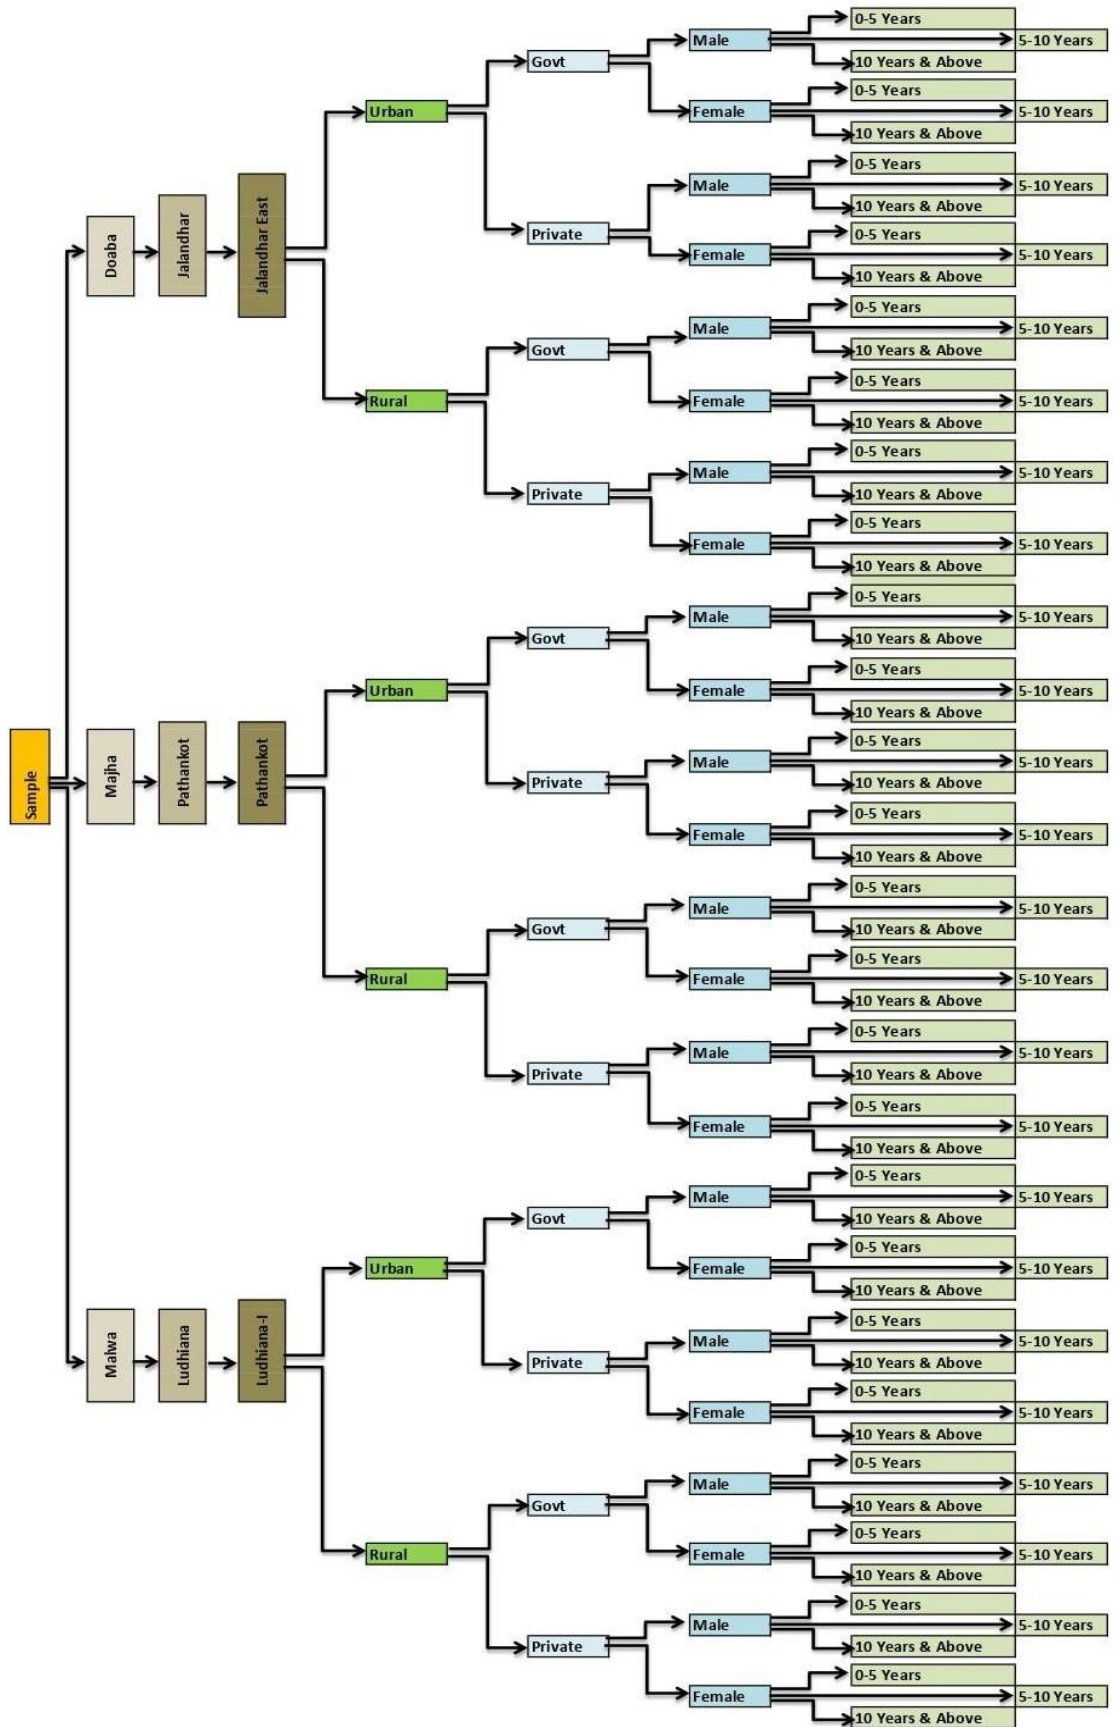 Sample
Doaba
Jalandhar
Jalandhar East
Urban
Govt
Male
0-5 Years
5-10 Years
10 Years & Above
Female
0-5 Years
5-10 Years
10 Years & Above
Private
Male
0-5 Years
5-10 Years
10 Years & Above
Female
0-5 Years
5-10 Years
10 Years & Above
Rural
Govt
Male
0-5 Years
5-10 Years
10 Years & Above
Female
0-5 Years
5-10 Years
10 Years & Above
Private
Male
0-5 Years
5-10 Years
10 Years & Above
Female
0-5 Years
5-10 Years
10 Years & Above
Majha
Pathankot
Pathankot
Urban
Govt
Male
0-5 Years
5-10 Years
10 Years & Above
Female
0-5 Years
5-10 Years
10 Years & Above
Private
Male
0-5 Years
5-10 Years
10 Years & Above
Female
0-5 Years
5-10 Years
10 Years & Above
Rural
Govt
Male
0-5 Years
5-10 Years
10 Years & Above
Female
0-5 Years
5-10 Years
10 Years & Above
Private
Male
0-5 Years
5-10 Years
10 Years & Above
Female
0-5 Years
5-10 Years
10 Years & Above
Malwa
Ludhiana
Ludhiana-I
Urban
Govt
Male
0-5 Years
5-10 Years
10 Years & Above
Female
0-5 Years
5-10 Years
10 Years & Above
Private
Male
0-5 Years
5-10 Years
10 Years & Above
Female
0-5 Years
5-10 Years
10 Years & Above
Rural
Govt
Male
0-5 Years
5-10 Years
10 Years & Above
Female
0-5 Years
5-10 Years
10 Years & Above
Private
Male
0-5 Years
5-10 Years
10 Years & Above
Female
0-5 Years
5-10 Years
10 Years & Above